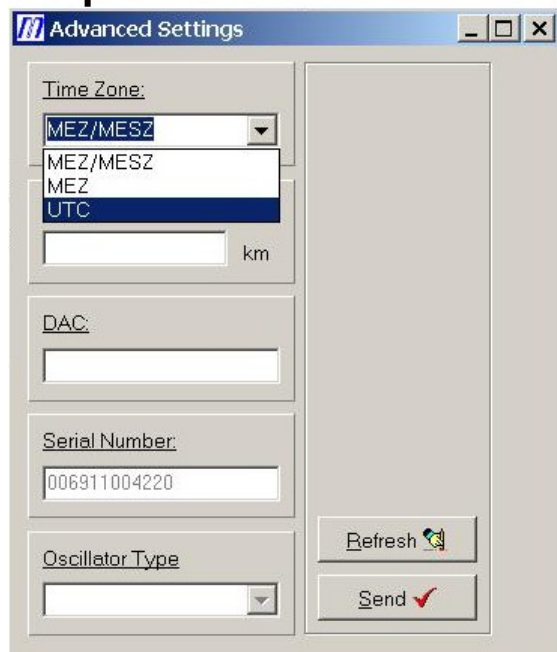 Advanced Settings
Time Zone:
MEZ/MESZ
MEZ/MESZ
MEZ
UTC
km
DAC:
Serial Number:
006911004220
Oscillator Type
Refresh
Send